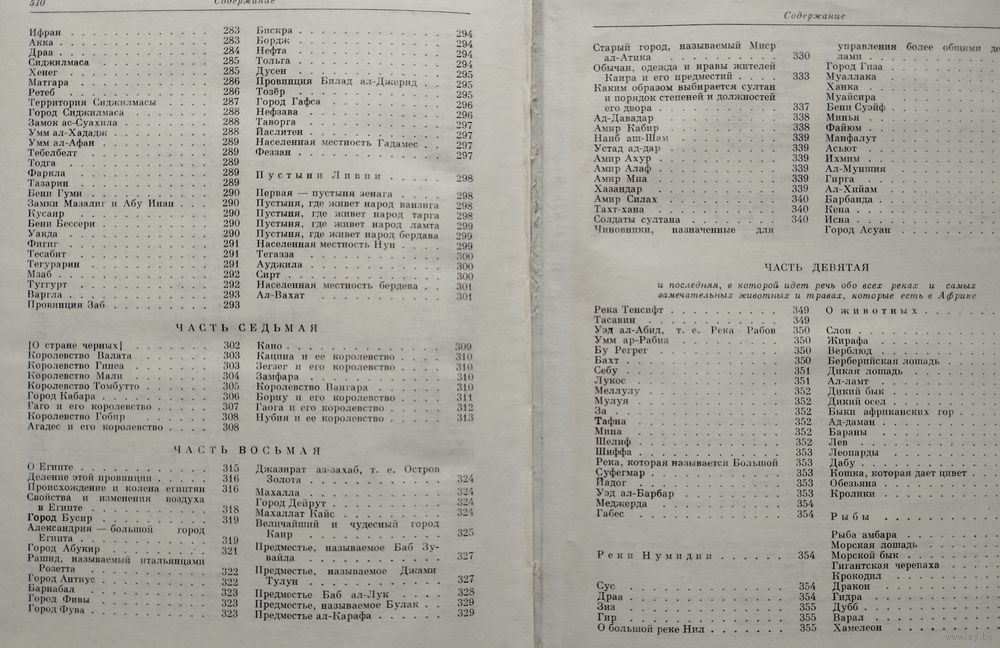 510
Содержание
Ифран . . . 283
Акка . . . 283
Драа . . . 284
Сиджилмаса . . . 285
Хенег . . . 285
Матгара . . . 286
Ретеб . . . 286
Территория Сиджилмасы . . . 287
Город Сиджилмаса . . . 288
Замок ас-Суахила . . . 288
Умм ал-Хададж . . . 288
Умм ал-Афан . . . 289
Тебелбелт . . . 289
Тодга . . . 289
Фаркла . . . 289
Тазарин . . . 289
Бени Гуми . . . 290
Замки Мазалиг и Абу Инан . . . 290
Кусаир . . . 290
Бени Бессери . . . 290
Уакда . . . 290
Фигиг . . . 291
Тесабит . . . 291
Тегурарин . . . 291
Мзаб . . . 292
Туггурт . . . 292
Варгла . . . 293
Провинция Заб . . . 293
Бискра . . . 294
Бордж . . . 294
Нефта . . . 294
Тольга . . . 294
Дусен . . . 295
Провинция Билад ал-Джерид . . . 295
Тозёр . . . 295
Город Гафса . . . 296
Нефзава . . . 296
Таворга . . . 297
Йаслитен . . . 297
Населенная местность Гадамес . . . 297
Феззан . . . 297
Пустыни Ливии . . . 298
Первая — пустыня зенага . . . 298
Пустыня, где живет народ ванзига . . . 298
Пустыня, где живет народ тарга . . . 298
Пустыня, где живет народ ламта . . . 299
Пустыня, где живет народ бердава . . . 299
Населенная местность Нун . . . 299
Тегазза . . . 300
Ауджила . . . 300
Сирт . . . 300
Населенная местность бердева . . . 301
Ал-Вахат . . . 301
ЧАСТЬ СЕДЬМАЯ
[О стране черных] . . . 302
Королевство Валата . . . 303
Королевство Гинеа . . . 303
Королевство Мали . . . 304
Королевство Томбутто . . . 305
Город Кабара . . . 306
Гаго и его королевство . . . 307
Королевство Гобир . . . 308
Агадес и его королевство . . . 308
Кано . . . 309
Кацина и ее королевство . . . 310
Зегзег и его королевство . . . 310
Замфара . . . 310
Королевство Вангара . . . 310
Борну и его королевство . . . 311
Гаога и его королевство . . . 312
Нубия и ее королевство . . . 313
ЧАСТЬ ВОСЬМАЯ
О Египте . . . 315
Деление этой провинции . . . 316
Происхождение и колена египтян 316
Свойства и изменения воздуха
в Египте . . . 318
Город Бусир . . . 319
Александрия — большой город
Египта . . . 319
Город Абукир . . . 321
Рашид, называемый итальянцами
Розетта . . . 322
Город Антиус . . . 322
Барнабал . . . 323
Город Фивы . . . 323
Город Фува . . . 323
Джазират аз-захаб, т. е. Остров
Золота . . . 324
Махалла . . . 324
Город Дейрут . . . 324
Махаллат Кайс . . . 324
Величайший и чудесный город
Каир . . . 325
Предместье, называемое Баб Зу-
вайла . . . 327
Предместье, называемое Джами
Тулун . . . 327
Предместье Баб ал-Лук . . . 328
Предместье, называемое Булак . . . 329
Предместье ал-Карафа . . . 329
Содержание
Старый город, называемый Миср
ал-Атика . . . 330
Обычаи, одежда и нравы жителей
Каира и его предместий . . . 333
Каким образом выбирается султан
и порядок степеней и должностей
его двора . . . 337
Ад-Давадар . . . 338
Амир Кабир . . . 338
Наиб аш-Шам . . . 339
Устад ад-дар . . . 339
Амир Ахур . . . 339
Амир Алаф . . . 339
Амир Миа . . . 339
Хазандар . . . 339
Амир Силах . . . 340
Тахт-хана . . . 340
Солдаты султана . . . 340
Чиновники, назначенные для
управления более общими де
лами . . .
Город Гиза . . .
Муаллака . . .
Ханка . . .
Муайсира . . .
Бени Суэйф . . .
Минья . . .
Файюм . . .
Манфалут . . .
Асьют . . .
Ихмим . . .
Ал-Муншия . . .
Гирга . . .
Ал-Хийам . . .
Барбанда . . .
Кена . . .
Исна . . .
Город Асуан . . .
ЧАСТЬ ДЕВЯТАЯ
и последняя, в которой идет речь обо всех реках и самых
замечательных животных и травах, которые есть в Африке
Река Тенсифт . . . 349
Тасавин . . . 349
Уэд ал-Абид, т. е. Река Рабов 350
Умм ар-Рабиа . . . 350
Бу Регрег . . . 350
Бахт . . . 350
Себу . . . 351
Лукос . . . 351
Меллулу . . . 352
Мулуя . . . 352
За . . . 352
Тафна . . . 352
Мина . . . 352
Шелиф . . . 352
Шиффа . . . 353
Река, которая называется Большой 353
Суфегмар . . . 353
Йадог . . . 353
Уэд ал-Барбар . . . 353
Меджерда . . . 354
Габес . . . 354
Реки Нумидии . . . 354
Сус . . . 354
Драа . . . 354
Зиз . . . 355
Гир . . . 355
О большой реке Нил . . . 355
О животных . . .
Слон . . .
Жирафа . . .
Верблюд . . .
Берберийская лошадь . . .
Дикая лошадь . . .
Ал-ламт . . .
Дикий бык . . .
Дикий осел . . .
Быки африканских гор . . .
Ад-даман . . .
Бараны . . .
Лев . . .
Леопарды . . .
Дабу . . .
Кошка, которая дает цивет . . .
Обезьяна . . .
Кролики . . .
Рыбы . . .
Рыба амбара . . .
Морская лошадь . . .
Морской бык . . .
Гигантская черепаха
Крокодил . . .
Дракон . . .
Гидра . . .
Дубб . . .
Варал . . .
Хамелеон . . .
www.ay.by